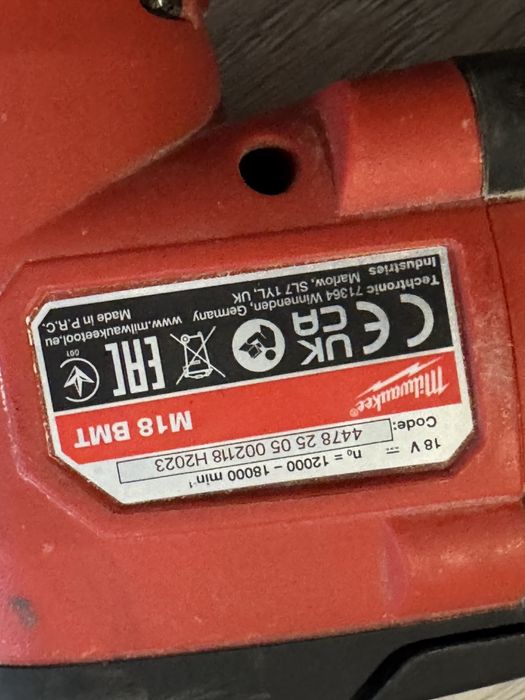 18 V ⎓ n₀ = 12000 – 18000 min⁻¹
Code: 4478 25 05 002118 H2023
Milwaukee®
M18 BMT
CE UK CA EAC
001
Techtronic
Industries
71364 Winnenden, Germany
Marlow, SL7 1YL, UK
www.milwaukeetool.eu
Made in P.R.C.